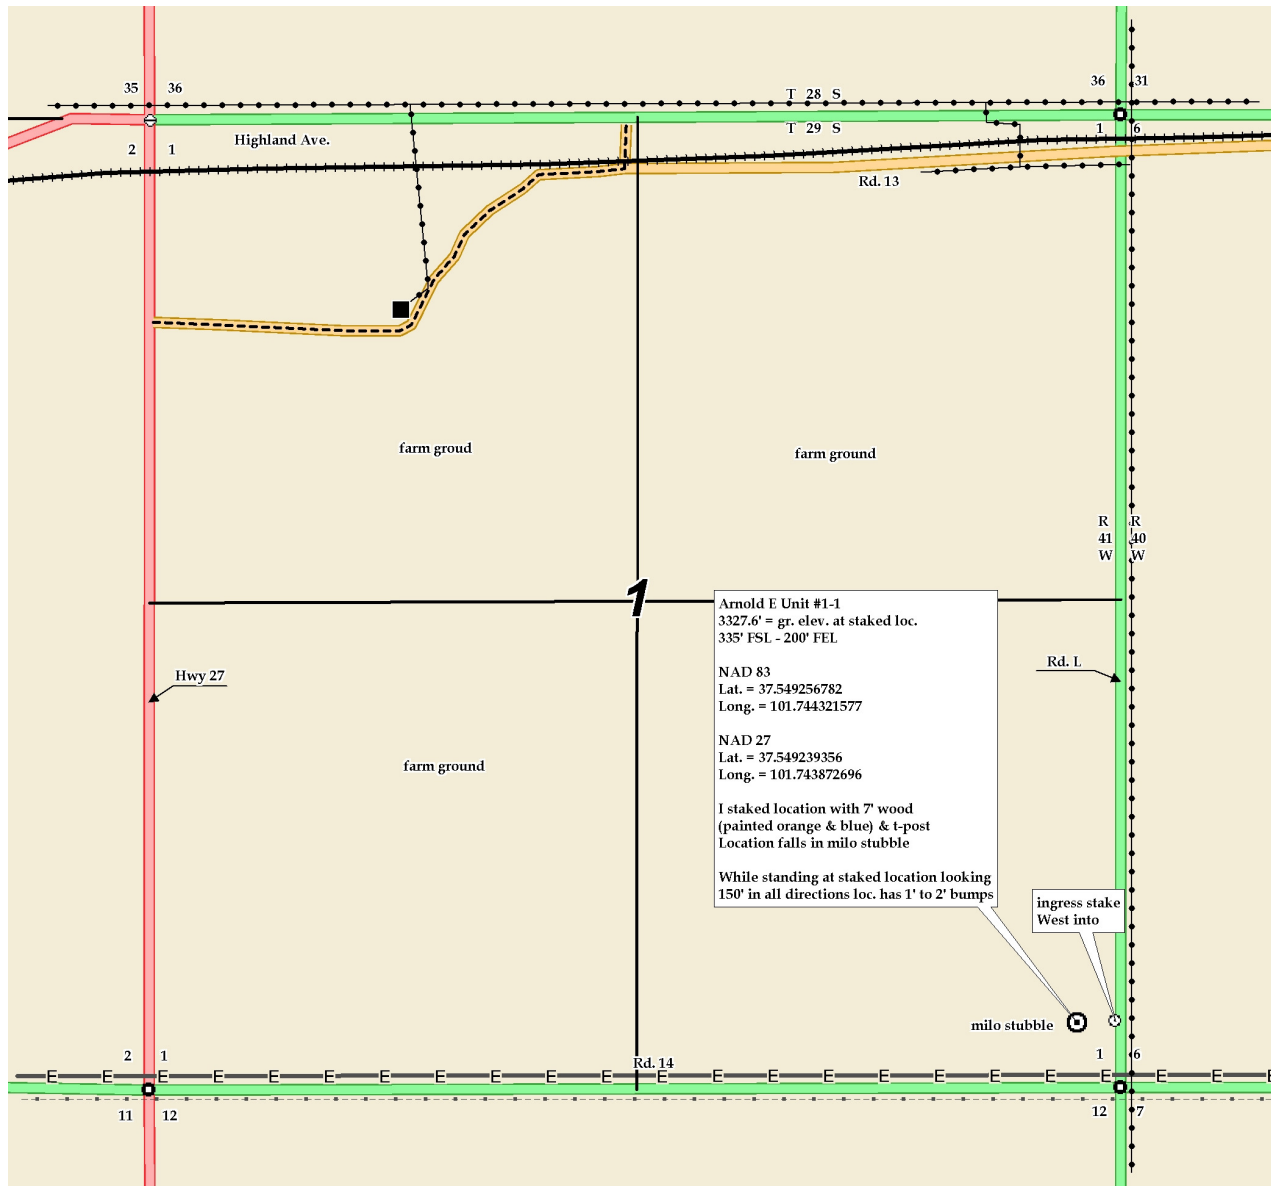 35 36
T 28 S
36 31
Highland Ave.
T 29 S
1 6
2 1
Rd. 13
farm groud
farm ground
R R
41 40
W W
1
Arnold E Unit #1-1
3327.6' = gr. elev. at staked loc.
335' FSL - 200' FEL
NAD 83
Lat. = 37.549256782
Long. = 101.744321577
NAD 27
Lat. = 37.549239356
Long. = 101.743872696
I staked location with 7' wood
(painted orange & blue) & t-post
Location falls in milo stubble
While standing at staked location looking
150' in all directions loc. has 1' to 2' bumps
Hwy 27
Rd. L
farm ground
ingress stake
West into
milo stubble
2 1
Rd. 14
1 6
E E E E E E E E E E E E E E E E E E E E E E E
11 12
12 7